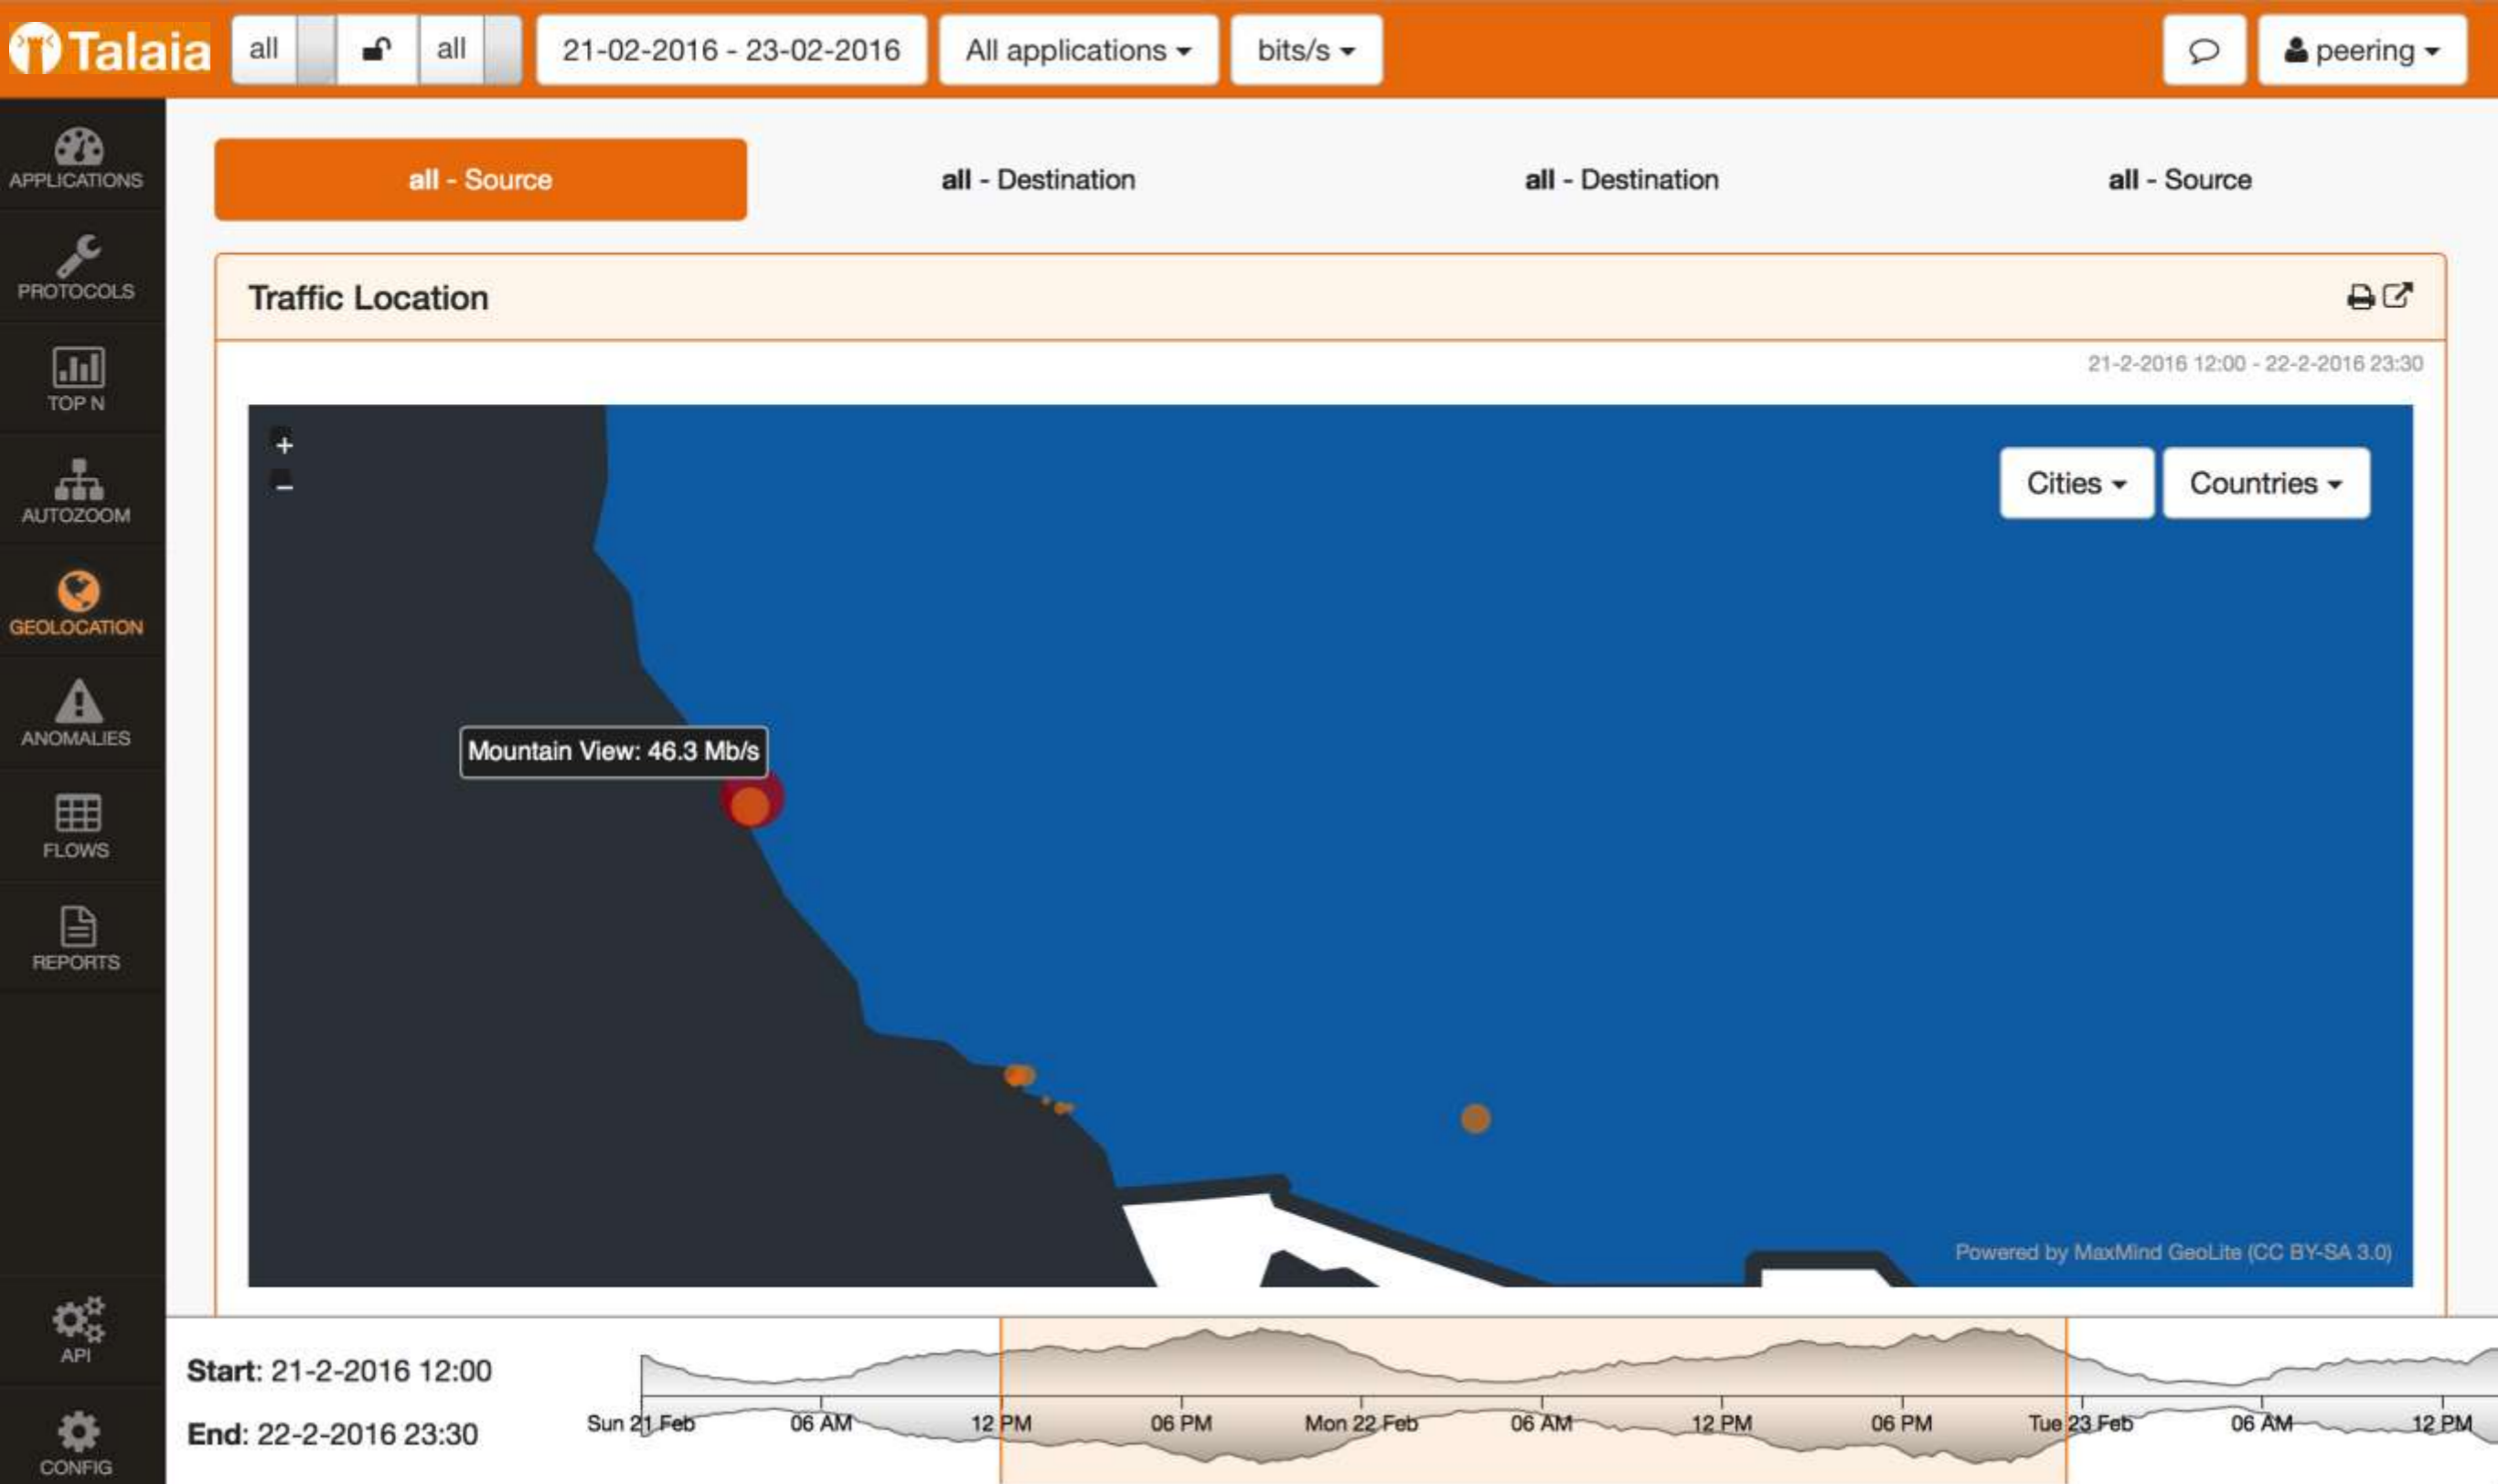 Talaia all all 21-02-2016 - 23-02-2016 All applications bits/s peering
APPLICATIONS
PROTOCOLS
TOP N
AUTOZOOM
GEOLOCATION
ANOMALIES
FLOWS
REPORTS
API
CONFIG
all - Source all - Destination all - Destination all - Source
Traffic Location
21-2-2016 12:00 - 22-2-2016 23:30
+
–
Cities Countries
Mountain View: 46.3 Mb/s
Powered by MaxMind GeoLite (CC BY-SA 3.0)
Start: 21-2-2016 12:00
End: 22-2-2016 23:30
Sun 21 Feb 06 AM 12 PM 06 PM Mon 22 Feb 06 AM 12 PM 06 PM Tue 23 Feb 06 AM 12 PM